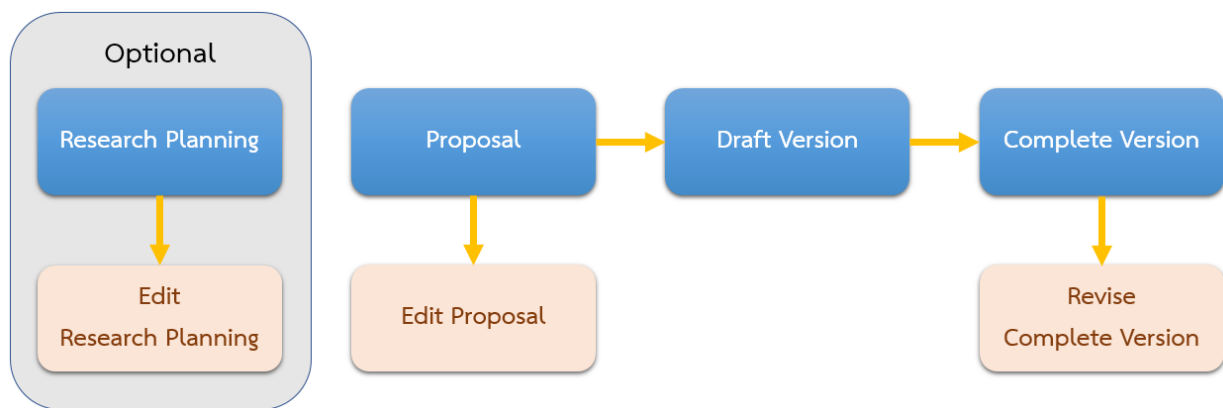 Optional
Research Planning
Proposal
Draft Version
Complete Version
Edit
Research Planning
Edit Proposal
Revise
Complete Version